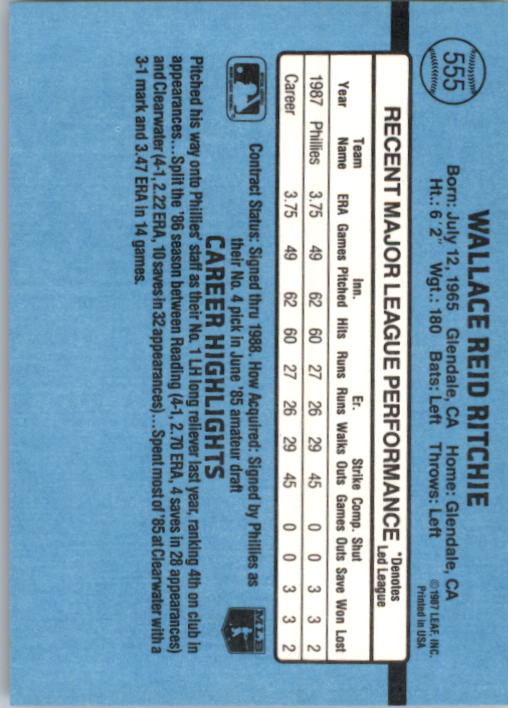 555
WALLACE REID RITCHIE
Born: July 12, 1965 Glendale, CA Home: Glendale, CA
Ht.: 6' 2" Wgt.: 180 Bats: Left Throws: Left
©1987 LEAF, INC.
Printed in USA
RECENT MAJOR LEAGUE PERFORMANCE *Denotes
Led League
Team Inn. Er. Strike Comp. Shut
Year Name ERA Games Pitched Hits Runs Runs Walks Outs Games Outs Save Won Lost
1987 Phillies 3.75 49 62 60 27 26 29 45 0 0 3 3 2
Career 3.75 49 62 60 27 26 29 45 0 0 3 3 2
Contract Status: Signed thru 1988. How Acquired: Signed by Phillies as
their No. 4 pick in June '85 amateur draft
MLB
CAREER HIGHLIGHTS
Pitched his way onto Phillies' staff as their No. 1 LH long reliever last year, ranking 4th on club in
appearances...Split the '86 season between Reading (4-1, 2.70 ERA, 4 saves in 28 appearances)
and Clearwater (4-1, 2.22 ERA, 10 saves in 32 appearances)...Spent most of '85 at Clearwater with a
3-1 mark and 3.47 ERA in 14 games.